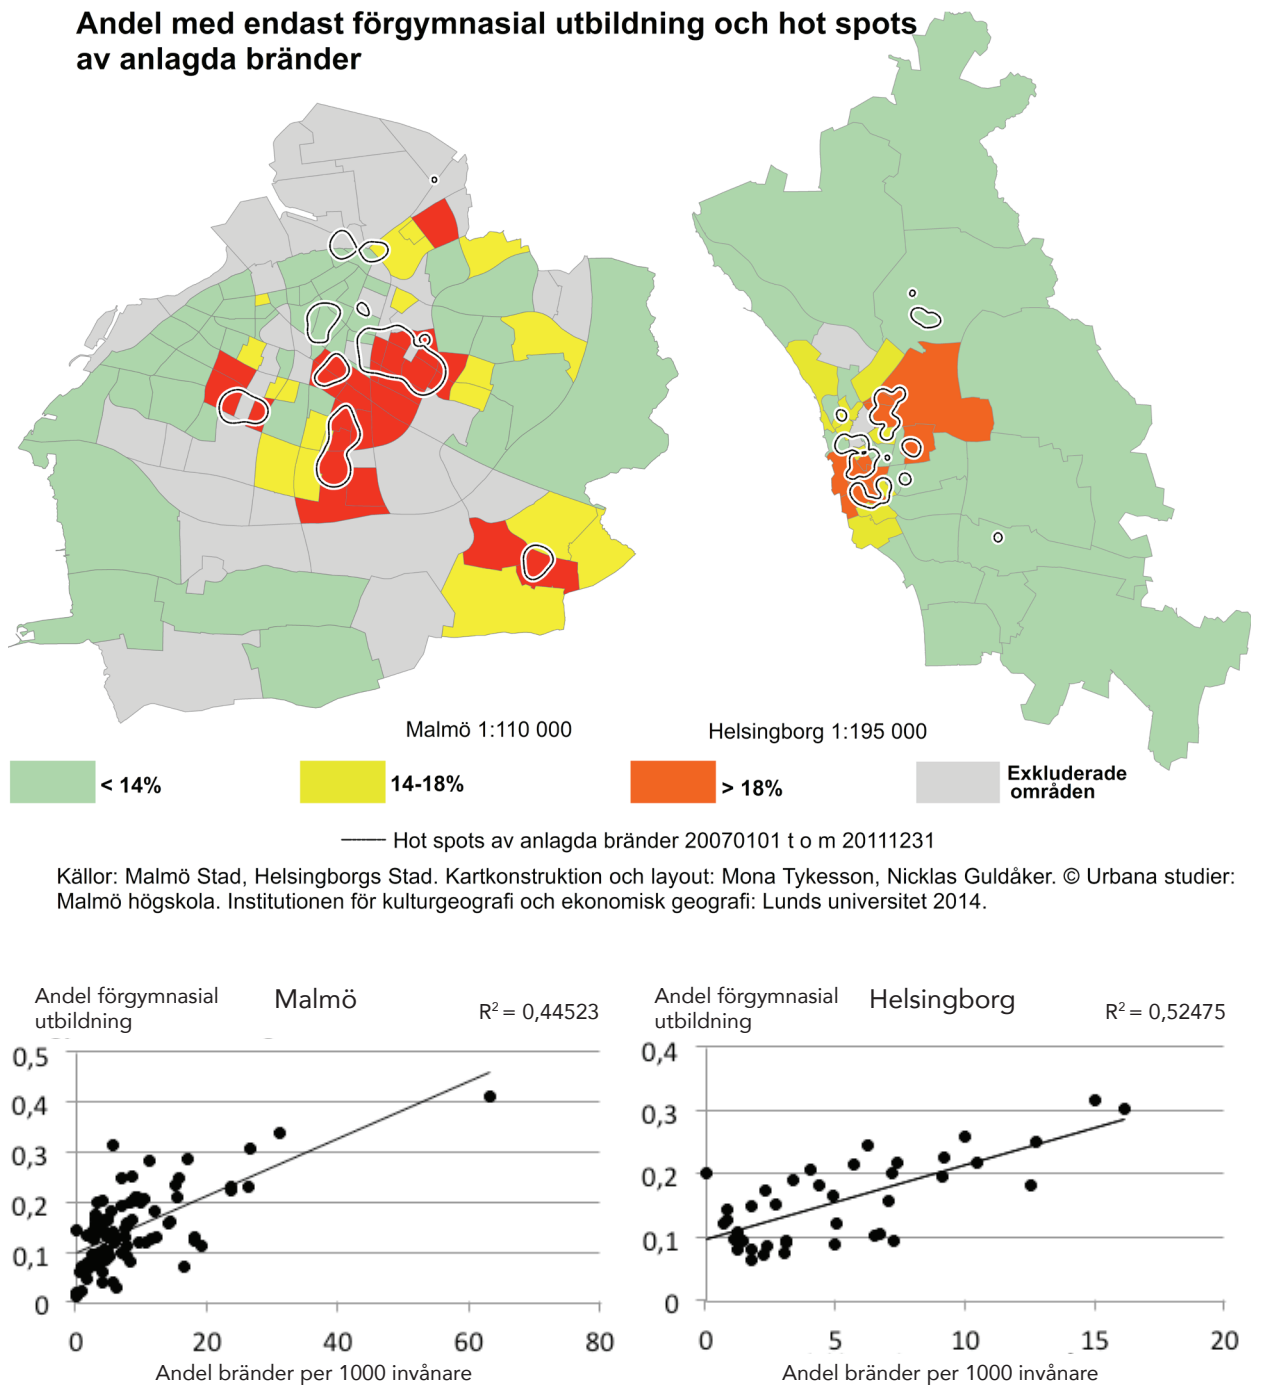 Andel med endast förgymnasial utbildning och hot spots
av anlagda bränder
Malmö 1:110 000
Helsingborg 1:195 000
< 14%
14-18%
> 18%
Exkluderade
områden
Hot spots av anlagda bränder 20070101 t o m 20111231
Källor: Malmö Stad, Helsingborgs Stad. Kartkonstruktion och layout: Mona Tykesson, Nicklas Guldåker. © Urbana studier:
Malmö högskola. Institutionen för kulturgeografi och ekonomisk geografi: Lunds universitet 2014.
Andel förgymnasial
utbildning
Malmö
R² = 0,44523
0,5
0,4
0,3
0,2
0,1
0
0 20 40 60 80
Andel bränder per 1000 invånare
Andel förgymnasial
utbildning
Helsingborg
R² = 0,52475
0,4
0,3
0,2
0,1
0
0 5 10 15 20
Andel bränder per 1000 invånare